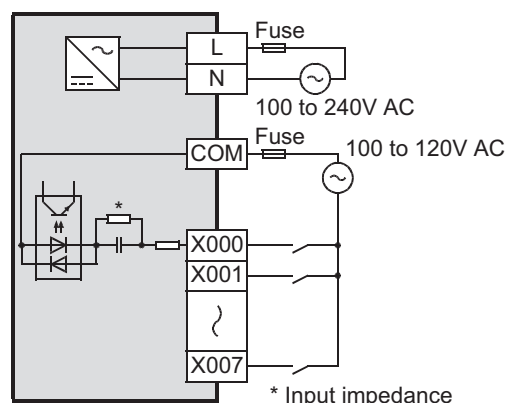 L
Fuse
N
100 to 240V AC
COM
Fuse
100 to 120V AC
*
X000
X001
X007
* Input impedance